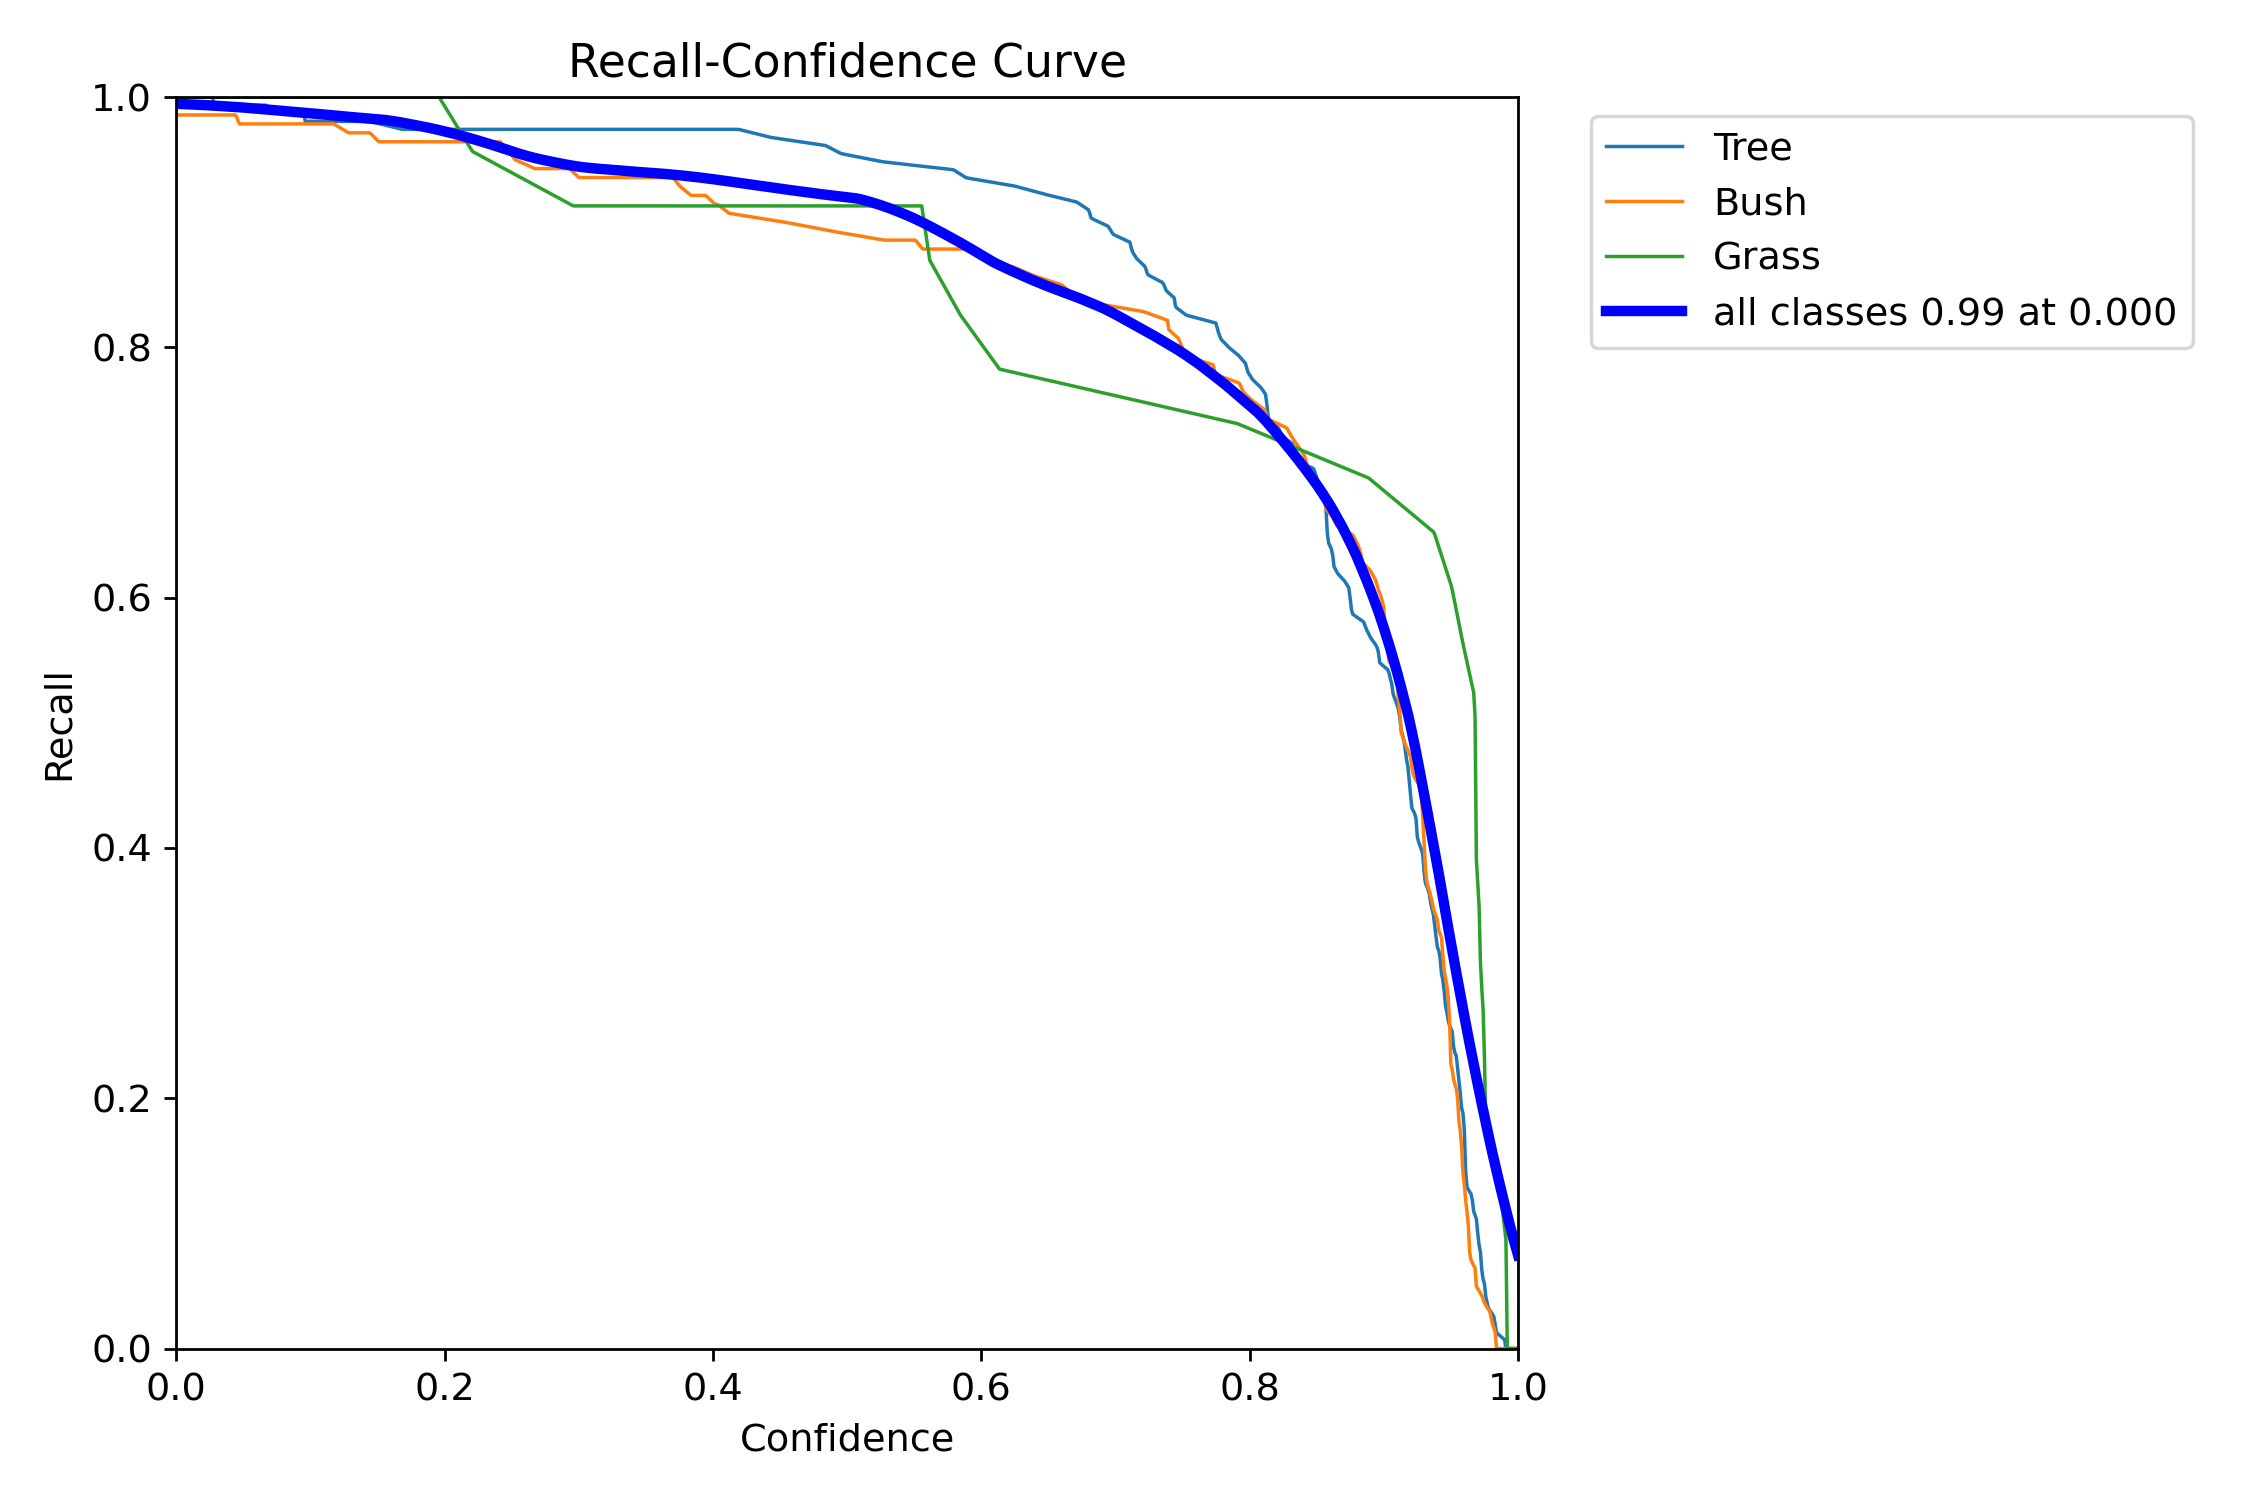 Recall-Confidence Curve
1.0
0.8
0.6
0.4
0.2
0.0
Recall
0.0 0.2 0.4 0.6 0.8 1.0
Confidence
Tree
Bush
Grass
all classes 0.99 at 0.000